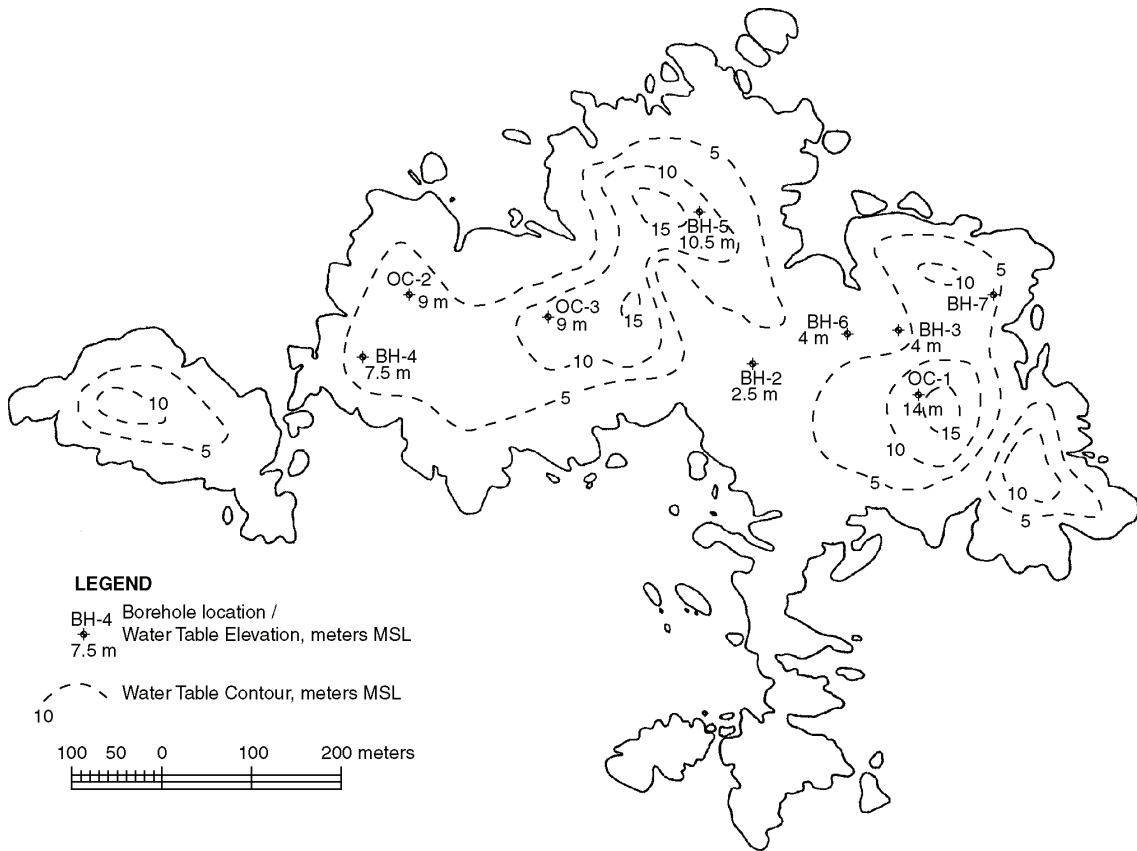 5
10
15
BH-5
10.5 m
5
10
BH-7
OC-2
9 m
OC-3
9 m
15
BH-6
4 m
BH-3
4 m
BH-4
7.5 m
10
BH-2
2.5 m
OC-1
14 m
15
10
5
10
5
5
10
5
LEGEND
BH-4
7.5 m
Borehole location /
Water Table Elevation, meters MSL
10
Water Table Contour, meters MSL
100 50 0 100 200 meters